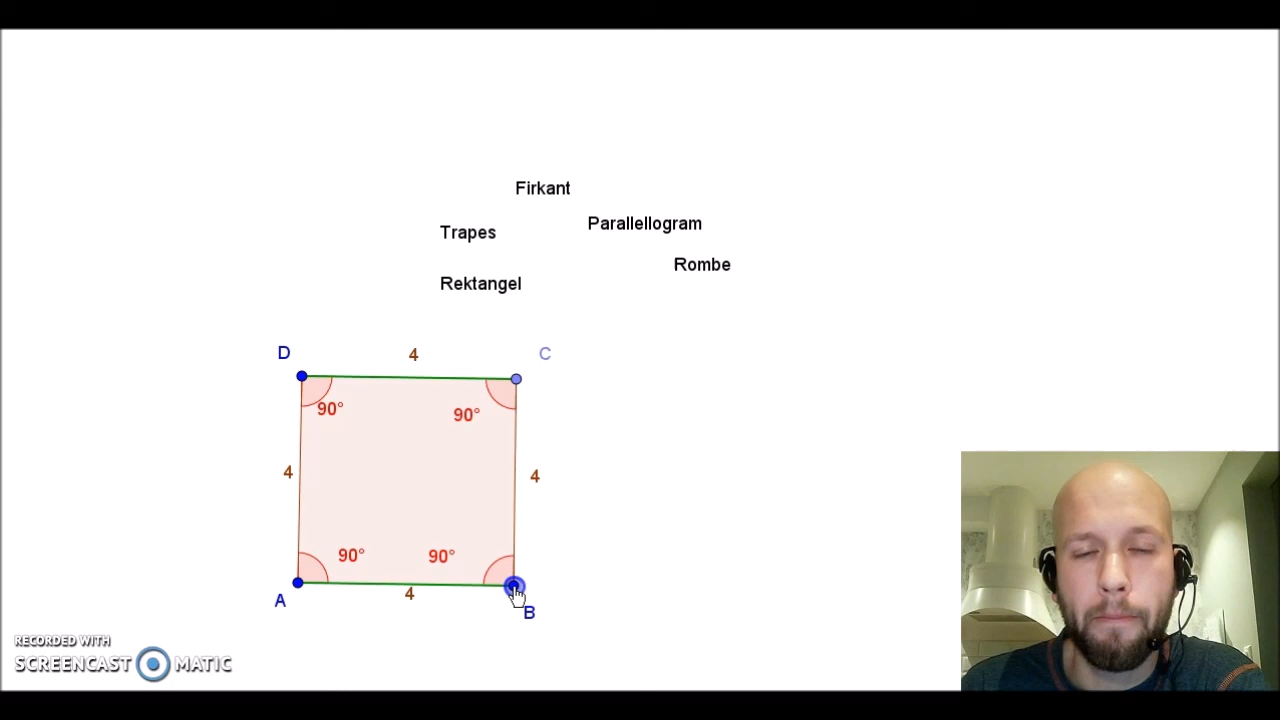 Firkant
Parallellogram
Trapes
Rombe
Rektangel
D
4
C
90°
90°
4
4
90°
90°
A
4
B
RECORDED WITH
SCREENCAST MATIC